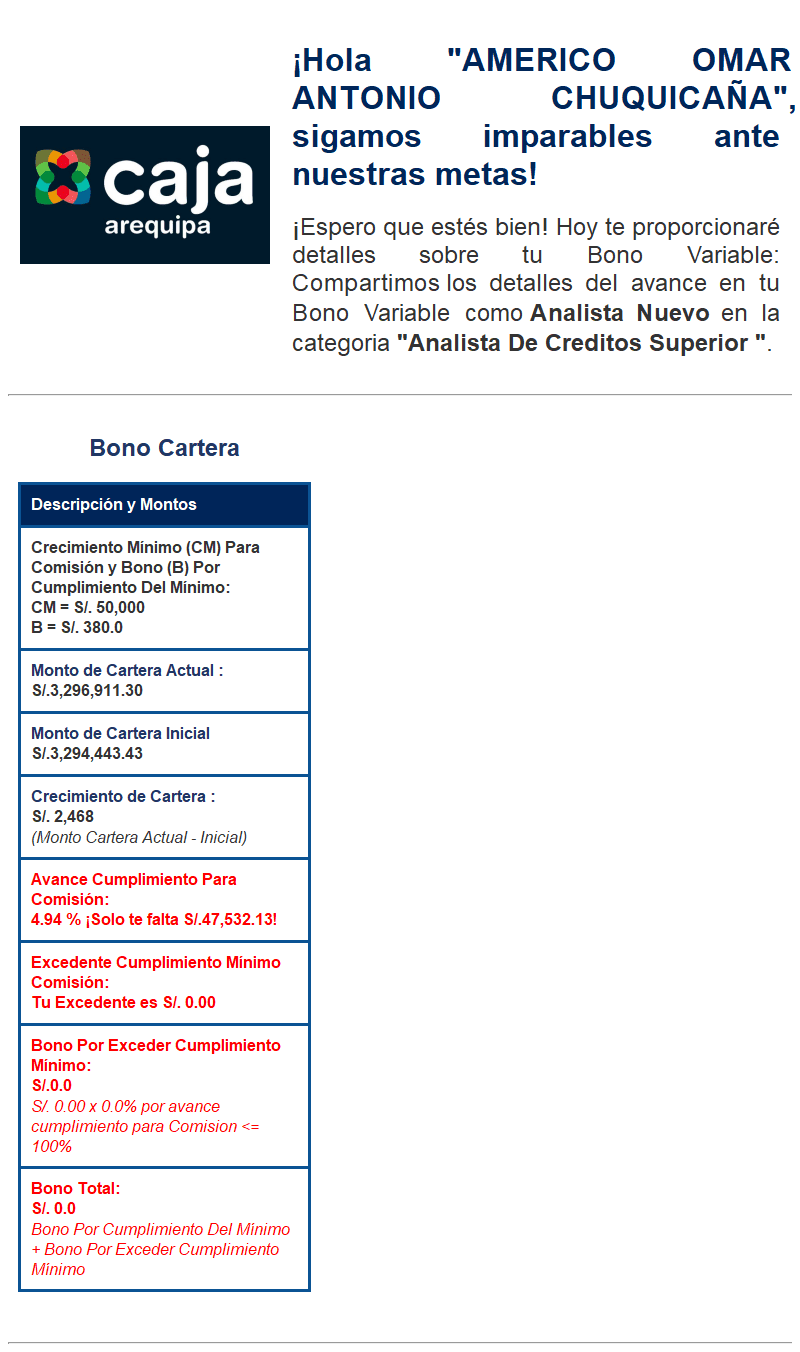 caja
arequipa
¡Hola "AMERICO OMAR
ANTONIO CHUQUICAÑA",
sigamos imparables ante
nuestras metas!
¡Espero que estés bien! Hoy te proporcionaré
detalles sobre tu Bono Variable:
Compartimos los detalles del avance en tu
Bono Variable como Analista Nuevo en la
categoria "Analista De Creditos Superior ".
Bono Cartera
Descripción y Montos
Crecimiento Mínimo (CM) Para
Comisión y Bono (B) Por
Cumplimiento Del Mínimo:
CM = S/. 50,000
B = S/. 380.0
Monto de Cartera Actual :
S/.3,296,911.30
Monto de Cartera Inicial
S/.3,294,443.43
Crecimiento de Cartera :
S/. 2,468
(Monto Cartera Actual - Inicial)
Avance Cumplimiento Para
Comisión:
4.94 % ¡Solo te falta S/.47,532.13!
Excedente Cumplimiento Mínimo
Comisión:
Tu Excedente es S/. 0.00
Bono Por Exceder Cumplimiento
Mínimo:
S/.0.0
S/. 0.00 x 0.0% por avance
cumplimiento para Comision <=
100%
Bono Total:
S/. 0.0
Bono Por Cumplimiento Del Mínimo
+ Bono Por Exceder Cumplimiento
Mínimo